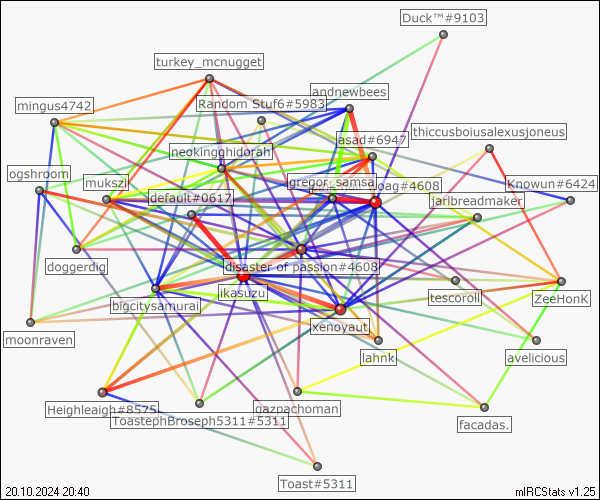 Duck™#9103
turkey_mcnugget
andnewbees
mingus4742
Random Stuf6#5983
asad#6947
thiccusboiusalexusjoneus
neokingghidorah
ogshroom
mukszi
gregor_samsa
loag#4608
Knowun#6424
default#0617
jarlbreadmaker
doggerdig
disaster of passion#4608
ikasuzu
tescoroll
ZeeHonK
bigcitysamurai
xenoyaut
moonraven
lahnK
avelicious
Heighleaigh#8575
gazpachoman
ToastephBroseph5311#5311
facadas.
Toast#5311
20.10.2024 20:40
mIRCStats v1.25